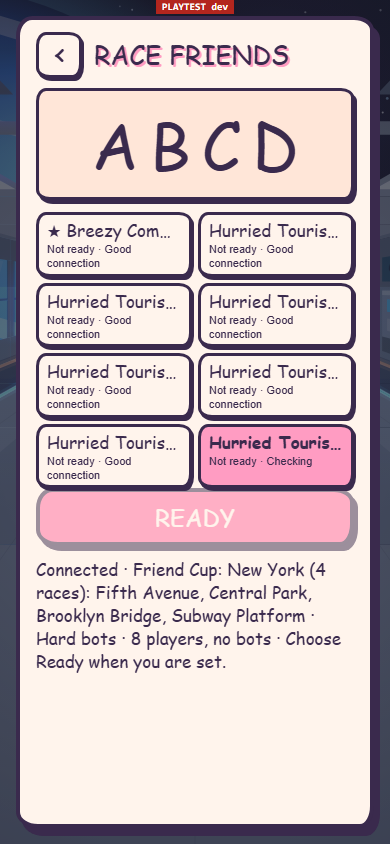 PLAYTEST dev
RACE FRIENDS
ABCD
★ Breezy Com...
Not ready · Good
connection
Hurried Touris...
Not ready · Good
connection
Hurried Touris...
Not ready · Good
connection
Hurried Touris...
Not ready · Good
connection
Hurried Touris...
Not ready · Good
connection
Hurried Touris...
Not ready · Good
connection
Hurried Touris...
Not ready · Good
connection
Hurried Touris...
Not ready · Checking
READY
Connected · Friend Cup: New York (4
races): Fifth Avenue, Central Park,
Brooklyn Bridge, Subway Platform ·
Hard bots · 8 players, no bots · Choose
Ready when you are set.